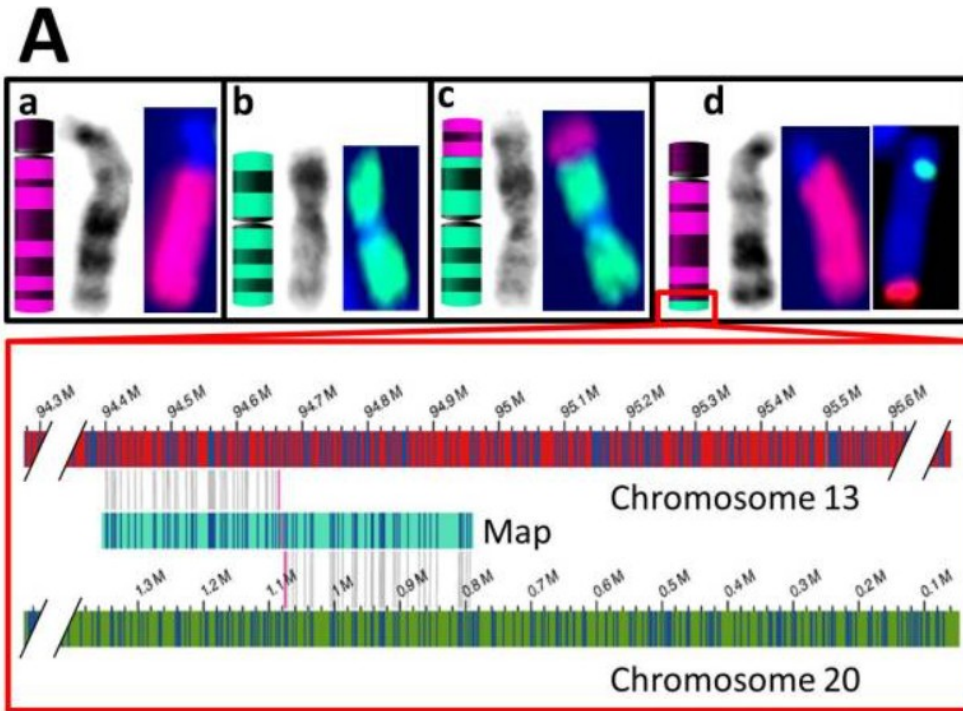 A
a
b
c
d
94.3 M
94.4 M
94.5 M
94.6 M
94.7 M
94.8 M
94.9 M
95 M
95.1 M
95.2 M
95.3 M
95.4 M
95.5 M
95.6 M
Chromosome 13
Map
1.3 M
1.2 M
1.1 M
1 M
0.9 M
0.8 M
0.7 M
0.6 M
0.5 M
0.4 M
0.3 M
0.2 M
0.1 M
Chromosome 20